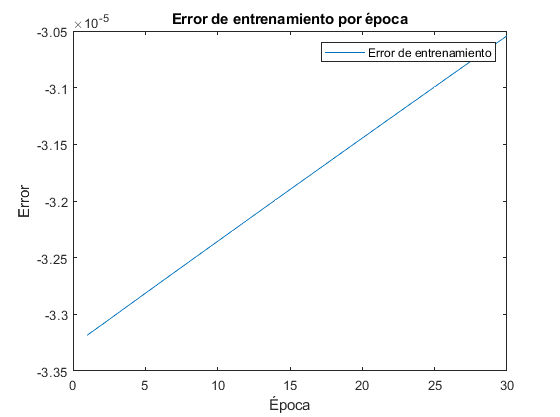 Error de entrenamiento por época
×10^-5
Error de entrenamiento
-3.05
-3.1
-3.15
-3.2
-3.25
-3.3
-3.35
Error
0 5 10 15 20 25 30
Época